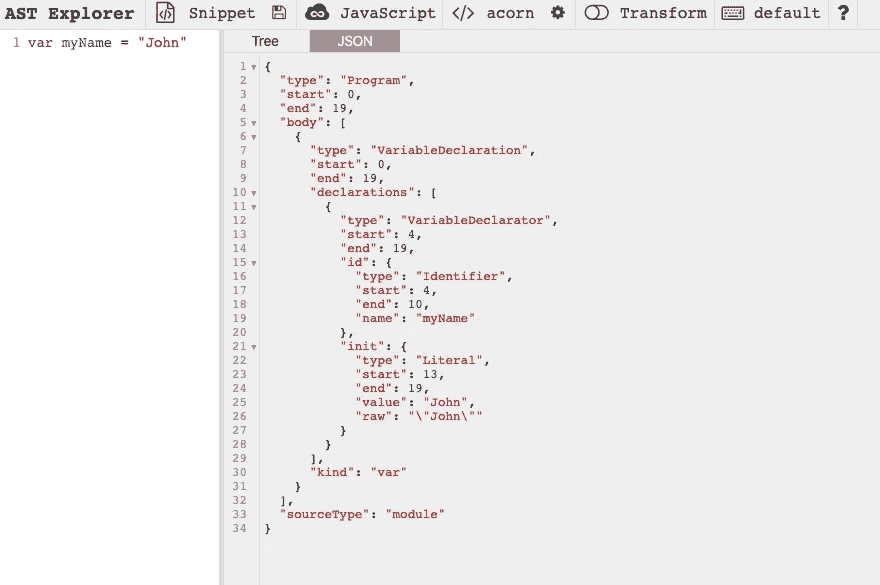 AST Explorer Snippet JavaScript </> acorn Transform default ?
1 var myName = "John"
Tree JSON
1 {
2   "type": "Program",
3   "start": 0,
4   "end": 19,
5   "body": [
6     {
7       "type": "VariableDeclaration",
8       "start": 0,
9       "end": 19,
10       "declarations": [
11         {
12           "type": "VariableDeclarator",
13           "start": 4,
14           "end": 19,
15           "id": {
16             "type": "Identifier",
17             "start": 4,
18             "end": 10,
19             "name": "myName"
20           },
21           "init": {
22             "type": "Literal",
23             "start": 13,
24             "end": 19,
25             "value": "John",
26             "raw": "\"John\""
27           }
28         }
29       ],
30       "kind": "var"
31     }
32   ],
33   "sourceType": "module"
34 }